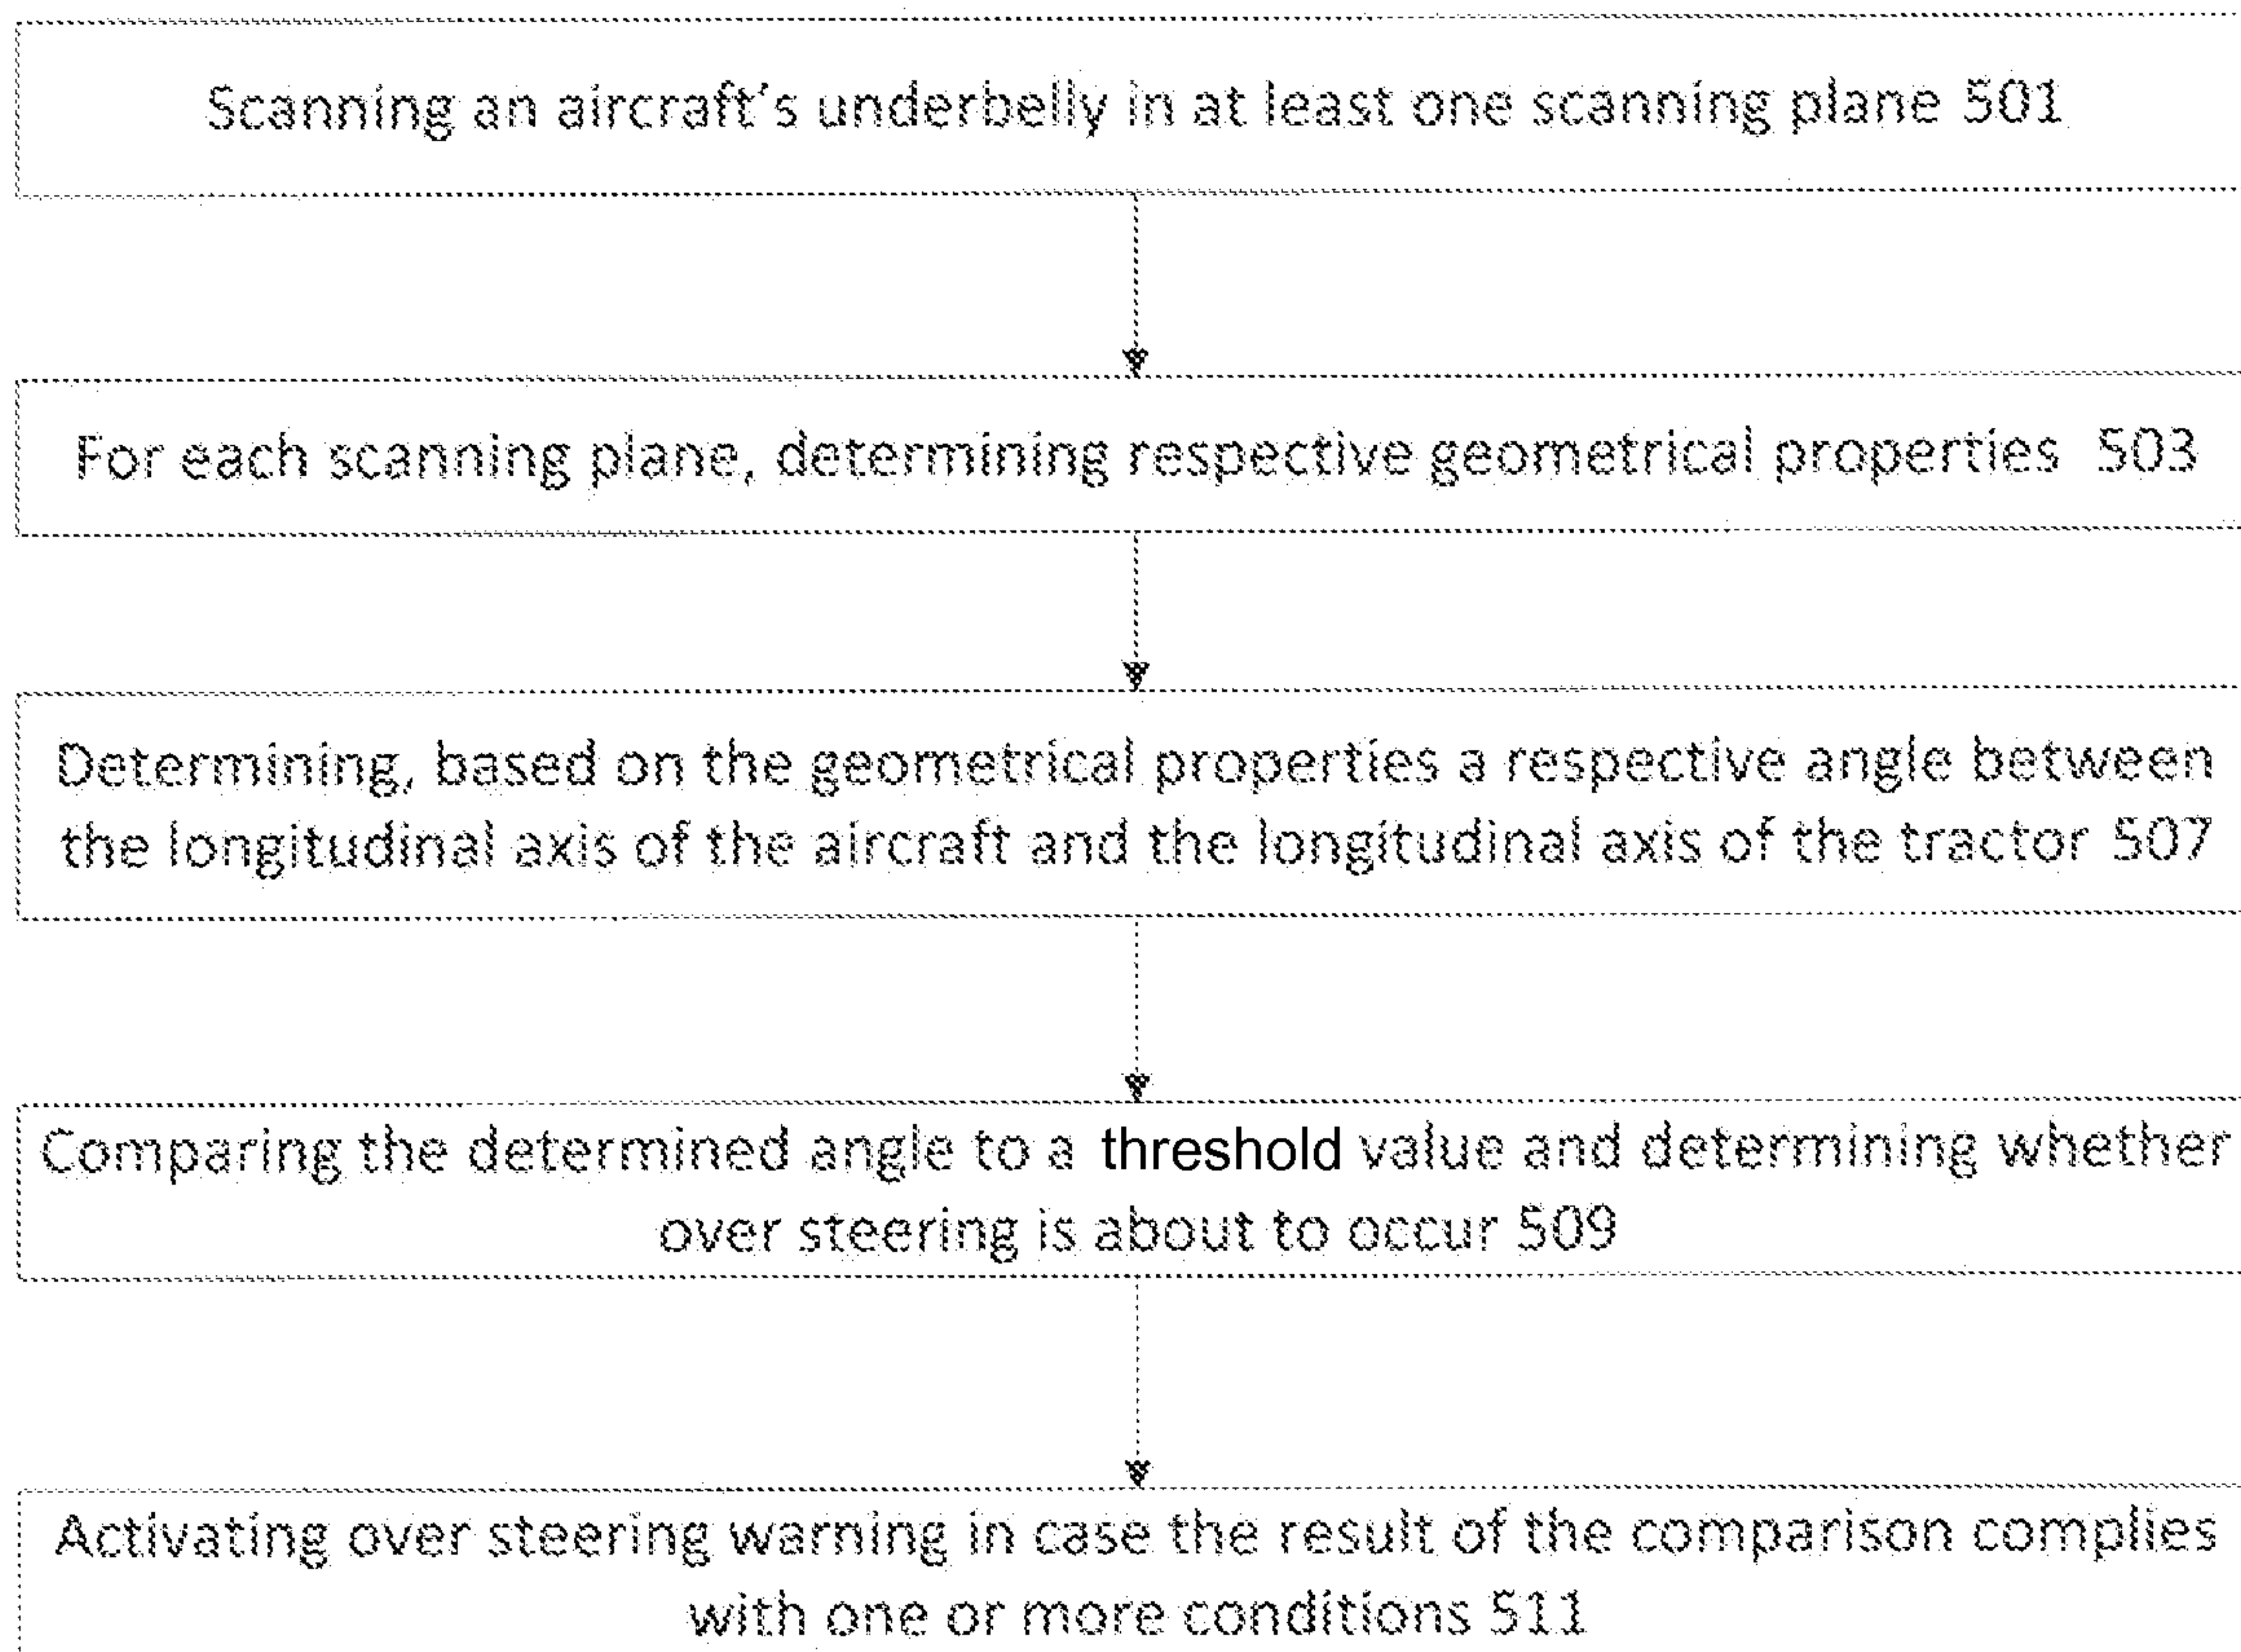 Scanning an aircraft's underbelly in at least one scanning plane 501
For each scanning plane, determining respective geometrical properties 503
Determining, based on the geometrical properties a respective angle between
the longitudinal axis of the aircraft and the longitudinal axis of the tractor 507
Comparing the determined angle to a threshold value and determining whether
over steering is about to occur 509
Activating over steering warning in case the result of the comparison complies
with one or more conditions 511